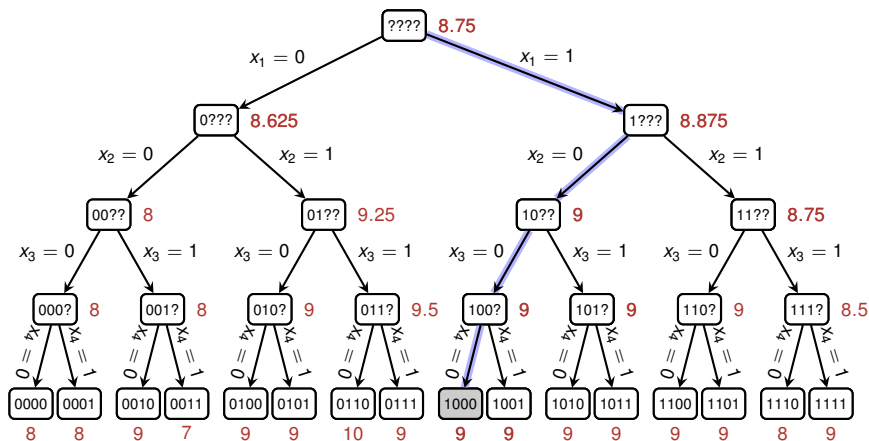 ???? 8.75
x₁ = 0 x₁ = 1
0??? 8.625 1??? 8.875
x₂ = 0 x₂ = 1 x₂ = 0 x₂ = 1
00?? 8 01?? 9.25 10?? 9 11?? 8.75
x₃ = 0 x₃ = 1 x₃ = 0 x₃ = 1 x₃ = 0 x₃ = 1 x₃ = 0 x₃ = 1
000? 8 001? 8 010? 9 011? 9.5 100? 9 101? 9 110? 9 111? 8.5
x₄ = 0 x₄ = 1 x₄ = 0 x₄ = 1 x₄ = 0 x₄ = 1 x₄ = 0 x₄ = 1 x₄ = 0 x₄ = 1 x₄ = 0 x₄ = 1 x₄ = 0 x₄ = 1 x₄ = 0 x₄ = 1
0000 0001 0010 0011 0100 0101 0110 0111 1000 1001 1010 1011 1100 1101 1110 1111
8 8 9 7 9 9 10 9 9 9 9 9 9 9 8 9